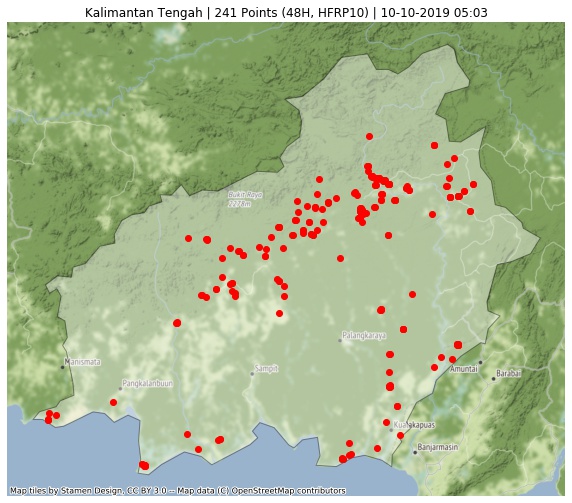 Kalimantan Tengah | 241 Points (48H, HFRP10) | 10-10-2019 05:03
Bukit Raya
2278m
Palangkaraya
Manismata
Sampit
Amuntai
Barabai
Pangkalanbuun
Kualakapuas
Banjarmasin
Map tiles by Stamen Design, CC BY 3.0 -- Map data (C) OpenStreetMap contributors